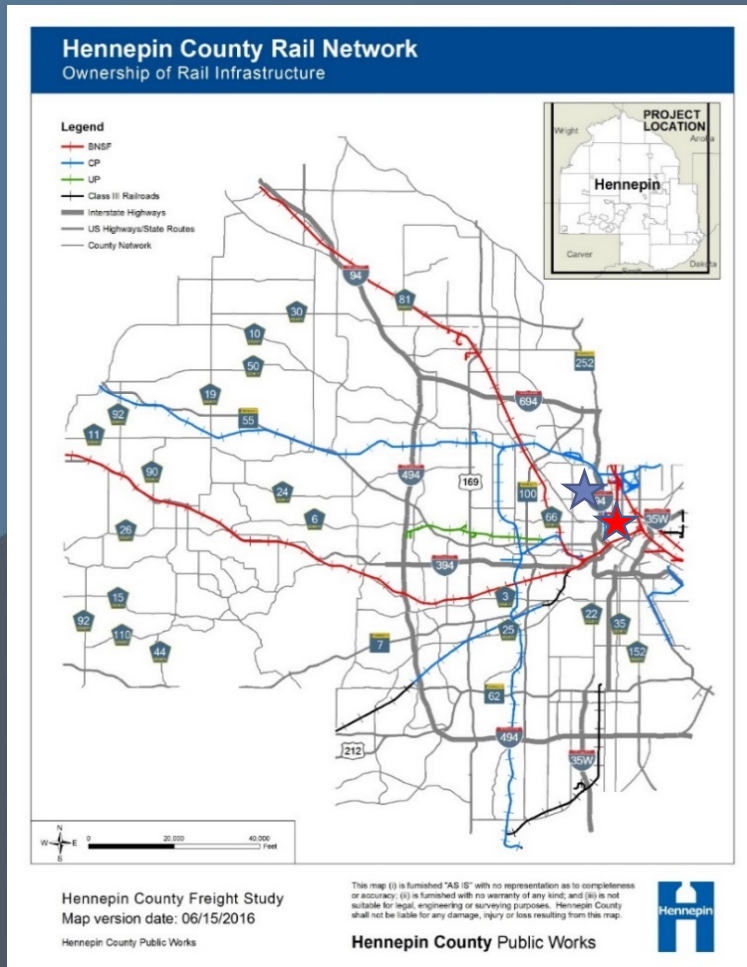 Hennepin County Rail Network
Ownership of Rail Infrastructure
Legend
BNSF
CP
UP
Class III Railroads
Interstate Highways
US Highways/State Routes
County Network
PROJECT
LOCATION
Wright
Anoka
Hennepin
Carver
Scott
Dakota
94
81
30
10
50
252
19
694
92
55
11
494
169
90
24
100
94
6
66
35W
26
394
15
3
92
22
35
110
25
44
7
152
62
494
212
35W
N
W E
S
0 20,000 40,000
Feet
Hennepin County Freight Study
Map version date: 06/15/2016
Hennepin County Public Works
This map (i) is furnished "AS IS" with no representation as to completeness
or accuracy; (ii) is furnished with no warranty of any kind; and (iii) is not
suitable for legal, engineering or surveying purposes. Hennepin County
shall not be liable for any damage, injury or loss resulting from this map.
Hennepin County Public Works
Hennepin